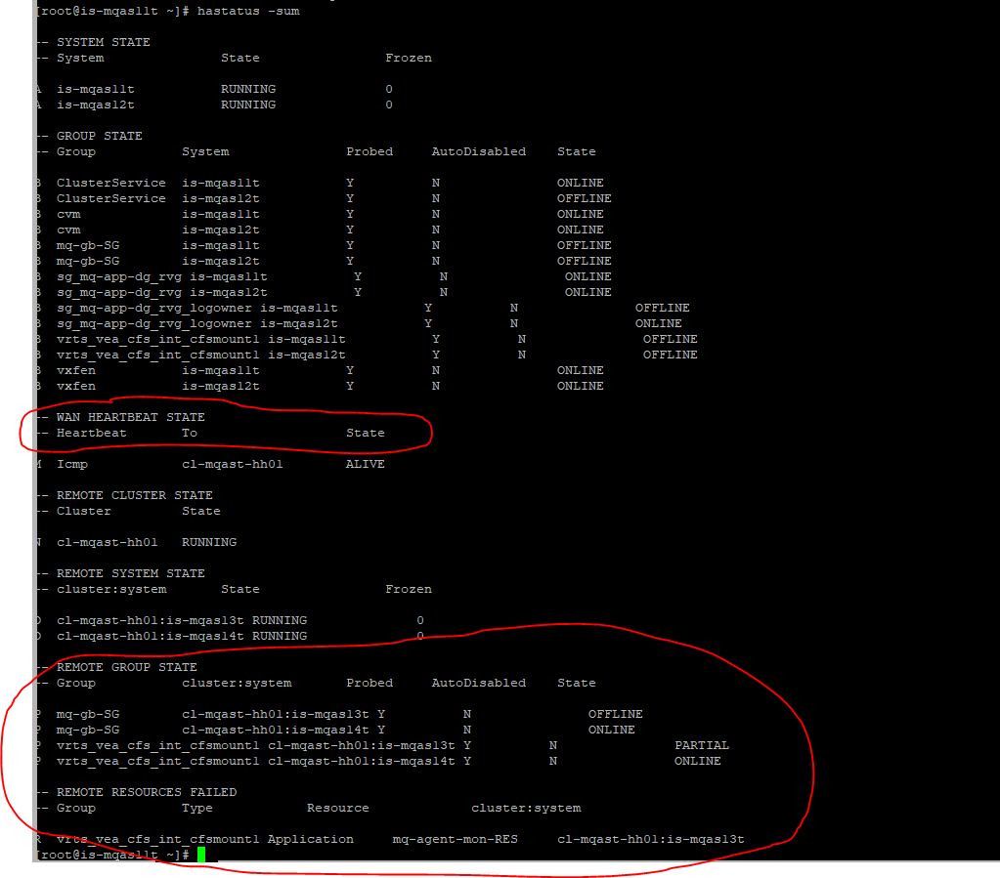 [root@is-mqas11t ~]# hastatus -sum
-- SYSTEM STATE
-- System State Frozen
A is-mqas11t RUNNING 0
A is-mqas12t RUNNING 0
-- GROUP STATE
-- Group System Probed AutoDisabled State
B ClusterService is-mqas11t Y N ONLINE
B ClusterService is-mqas12t Y N OFFLINE
B cvm is-mqas11t Y N ONLINE
B cvm is-mqas12t Y N ONLINE
B mq-gb-SG is-mqas11t Y N OFFLINE
B mq-gb-SG is-mqas12t Y N OFFLINE
B sg_mq-app-dg_rvg is-mqas11t Y N ONLINE
B sg_mq-app-dg_rvg is-mqas12t Y N ONLINE
B sg_mq-app-dg_rvg_logowner is-mqas11t Y N OFFLINE
B sg_mq-app-dg_rvg_logowner is-mqas12t Y N ONLINE
B vrts_vea_cfs_int_cfsmount1 is-mqas11t Y N OFFLINE
B vrts_vea_cfs_int_cfsmount1 is-mqas12t Y N OFFLINE
B vxfen is-mqas11t Y N ONLINE
B vxfen is-mqas12t Y N ONLINE
-- WAN HEARTBEAT STATE
-- Heartbeat To State
M Icmp cl-mqast-hh01 ALIVE
-- REMOTE CLUSTER STATE
-- Cluster State
N cl-mqast-hh01 RUNNING
-- REMOTE SYSTEM STATE
-- cluster:system State Frozen
O cl-mqast-hh01:is-mqas13t RUNNING 0
O cl-mqast-hh01:is-mqas14t RUNNING 0
-- REMOTE GROUP STATE
-- Group cluster:system Probed AutoDisabled State
P mq-gb-SG cl-mqast-hh01:is-mqas13t Y N OFFLINE
P mq-gb-SG cl-mqast-hh01:is-mqas14t Y N ONLINE
P vrts_vea_cfs_int_cfsmount1 cl-mqast-hh01:is-mqas13t Y N PARTIAL
P vrts_vea_cfs_int_cfsmount1 cl-mqast-hh01:is-mqas14t Y N ONLINE
-- REMOTE RESOURCES FAILED
-- Group Type Resource cluster:system
R vrts_vea_cfs_int_cfsmount1 Application mq-agent-mon-RES cl-mqast-hh01:is-mqas13t
[root@is-mqas11t ~]#